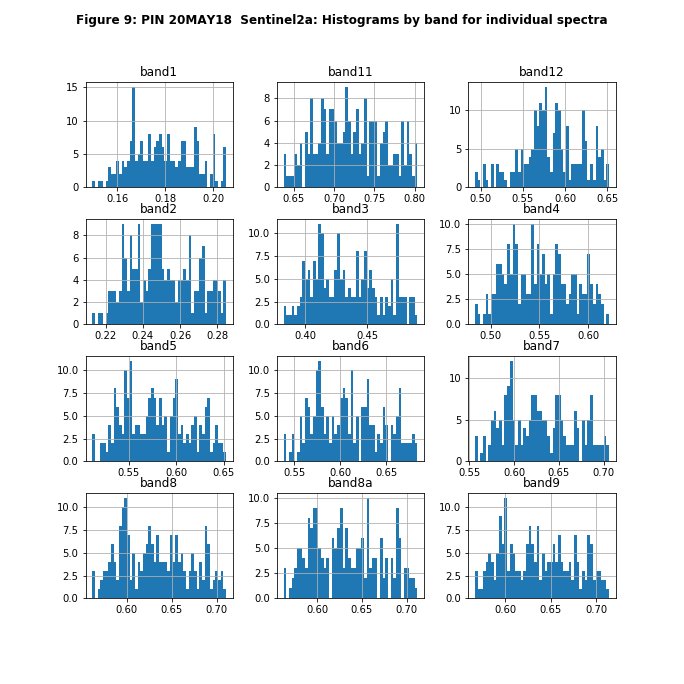 Figure 9: PIN 20MAY18  Sentinel2a: Histograms by band for individual spectra
band1
15
10
5
0
0.16 0.18 0.20
band11
8
6
4
2
0
0.65 0.70 0.75 0.80
band12
10
5
0
0.50 0.55 0.60 0.65
band2
8
6
4
2
0
0.22 0.24 0.26 0.28
band3
10.0
7.5
5.0
2.5
0.0
0.40 0.45
band4
10.0
7.5
5.0
2.5
0.0
0.50 0.55 0.60
band5
10.0
7.5
5.0
2.5
0.0
0.55 0.60 0.65
band6
10.0
7.5
5.0
2.5
0.0
0.55 0.60 0.65
band7
10
5
0
0.55 0.60 0.65 0.70
band8
10.0
7.5
5.0
2.5
0.0
0.60 0.65 0.70
band8a
10.0
7.5
5.0
2.5
0.0
0.60 0.65 0.70
band9
10.0
7.5
5.0
2.5
0.0
0.60 0.65 0.70